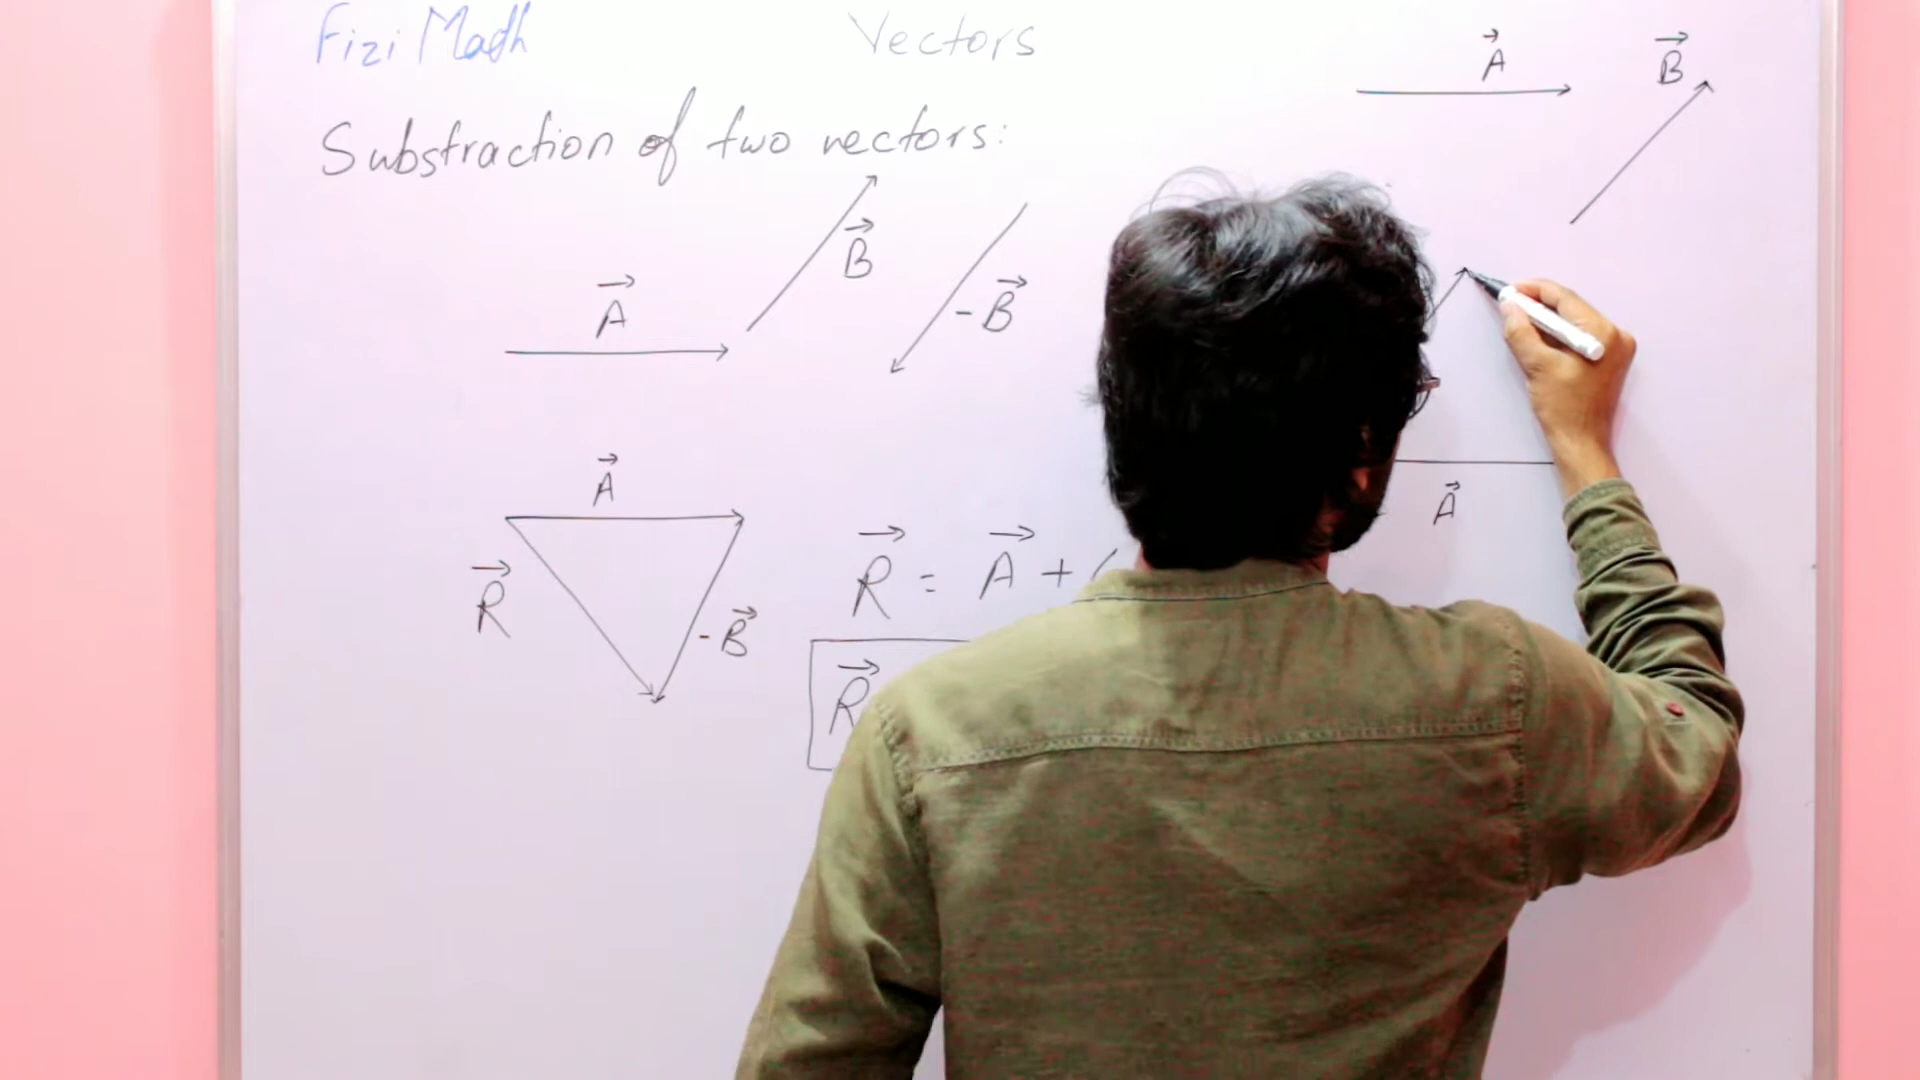 Fizi Math
Vectors
Substraction of two vectors:
A⃗
B⃗
-B⃗
A⃗
R⃗
-B⃗
R⃗ = A⃗ + (
R⃗
A⃗
B⃗
A⃗